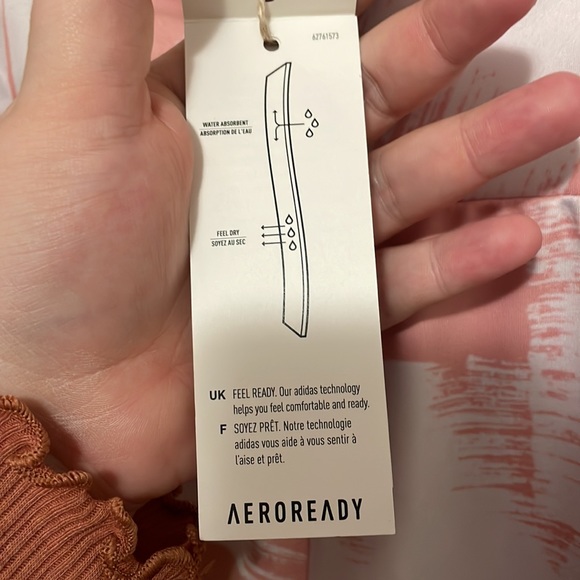 62761573
WATER ABSORBENT
ABSORPTION DE L'EAU
FEEL DRY
SOYEZ AU SEC
UK FEEL READY. Our adidas technology
helps you feel comfortable and ready.
F SOYEZ PRÊT. Notre technologie
adidas vous aide à vous sentir à
l'aise et prêt.
AEROREADY